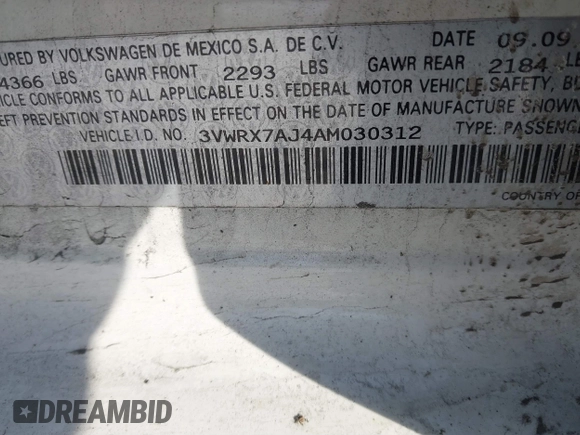 URED BY VOLKSWAGEN DE MEXICO S.A. DE C.V. DATE 09.09
4366 LBS GAWR FRONT 2293 LBS GAWR REAR 2184 LB
ICLE CONFORMS TO ALL APPLICABLE U.S. FEDERAL MOTOR VEHICLE SAFETY, BU
EFT PREVENTION STANDARDS IN EFFECT ON THE DATE OF MANUFACTURE SHOWN
VEHICLE I.D. NO. 3VWRX7AJ4AM030312 TYPE: PASSENG
COUNTRY OF
DREAMBID